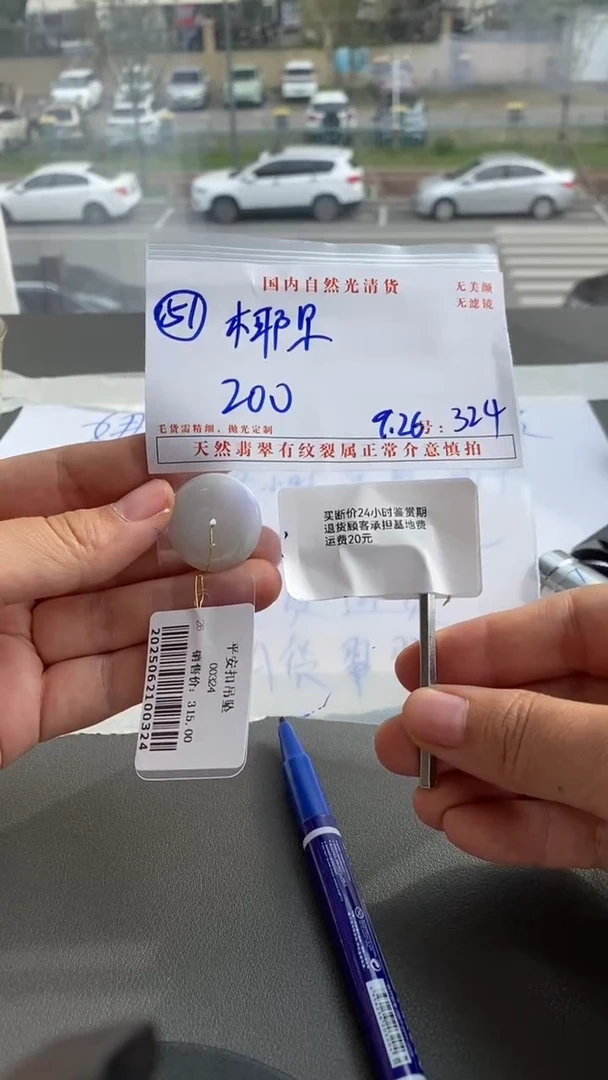 国内自然光清货
无美颜
无滤镜
151
椰果
200
毛货需精细、抛光定制
9.26号:324
天然翡翠有纹裂属正常介意慎拍
买断价24小时鉴赏期
退货顾客承担基地费
运费20元
平安扣吊坠
00324
26
销售价:315.00
2025062100324